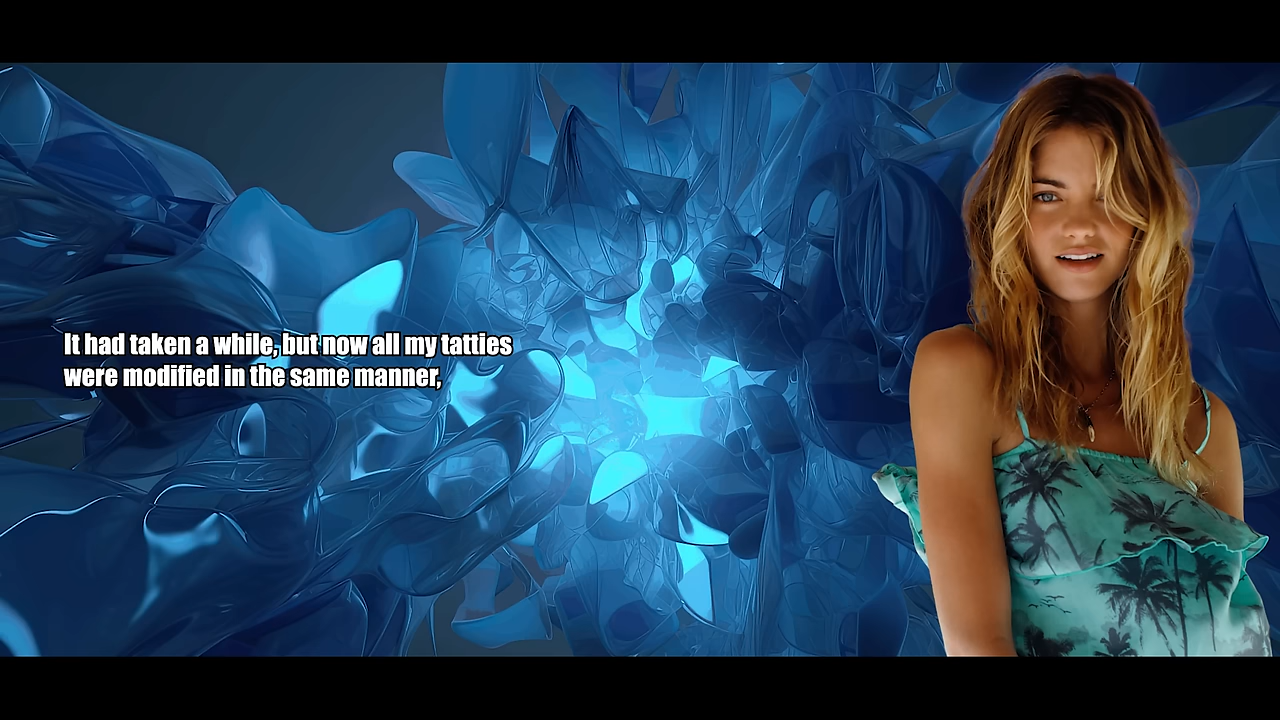 It had taken a while, but now all my tatties
were modified in the same manner,